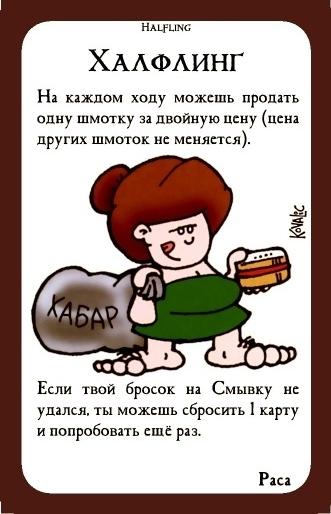 Halfling
Халфлинг
На каждом ходу можешь продать
одну шмотку за двойную цену (цена
других шмоток не меняется).
Kovalic
ХАБАР
Если твой бросок на Смывку не
удался, ты можешь сбросить 1 карту
и попробовать ещё раз.
Раса